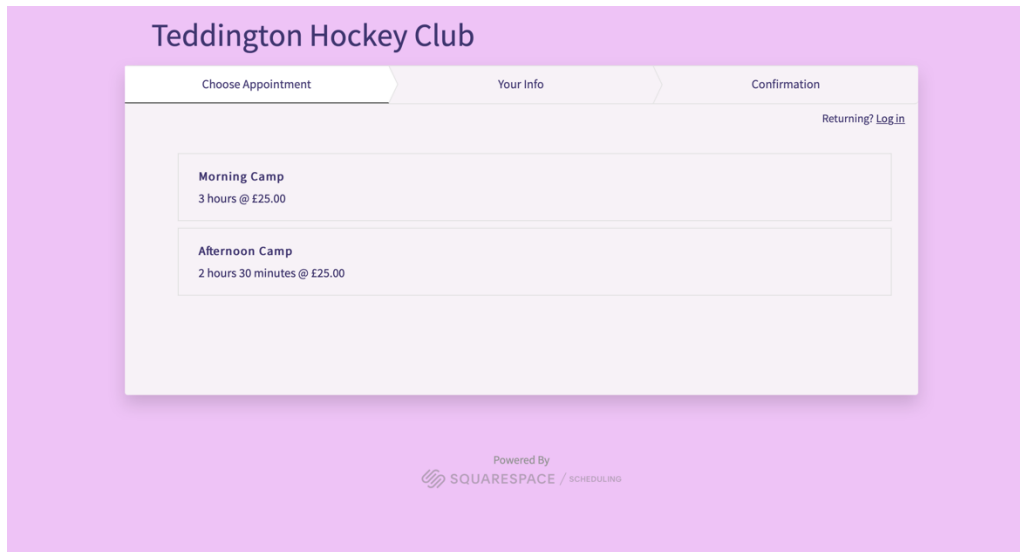 Teddington Hockey Club
Choose Appointment
Your Info
Confirmation
Returning? Log in
Morning Camp
3 hours @ £25.00
Afternoon Camp
2 hours 30 minutes @ £25.00
Powered By
SQUARESPACE / SCHEDULING